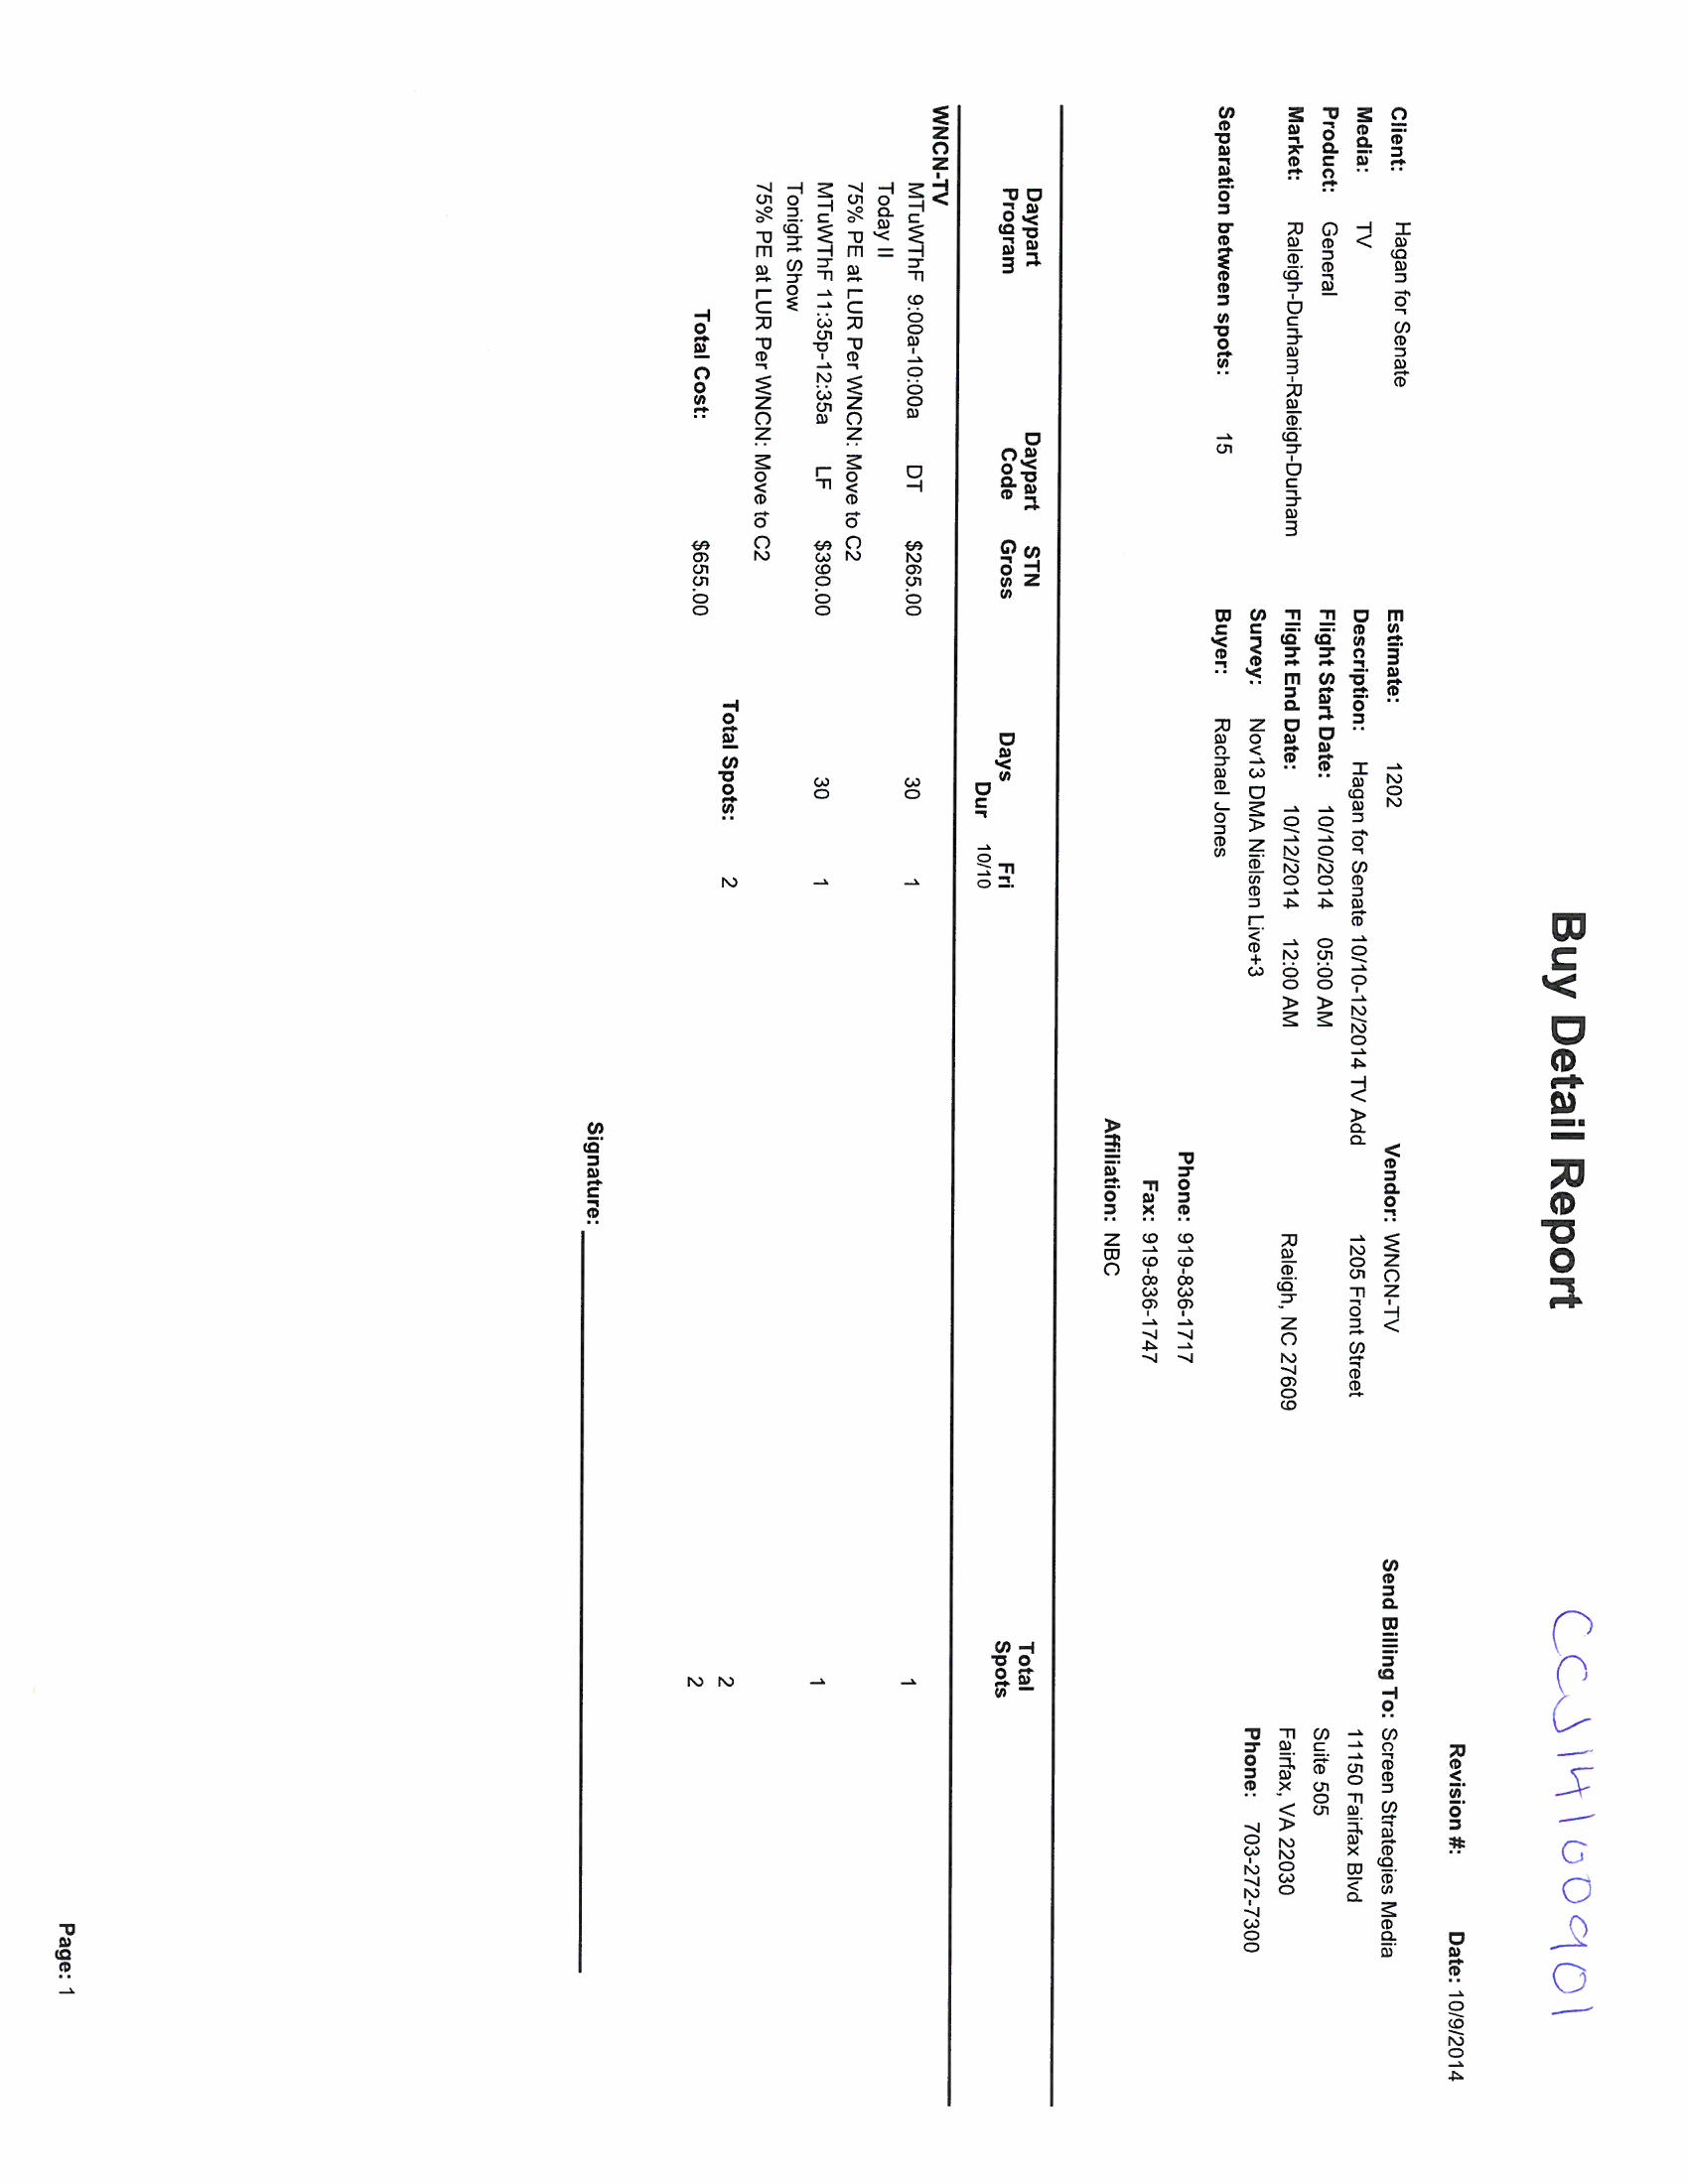 Buy Detail Report
CCJ14100901
Revision #: Date: 10/9/2014
Client: Hagan for Senate
Media: TV
Product: General
Market: Raleigh-Durham-Raleigh-Durham
Separation between spots: 15
Estimate: 1202
Description: Hagan for Senate 10/10-12/2014 TV Add
Flight Start Date: 10/10/2014 05:00 AM
Flight End Date: 10/12/2014 12:00 AM
Survey: Nov13 DMA Nielsen Live+3
Buyer: Rachael Jones
Vendor: WNCN-TV
1205 Front Street
Raleigh, NC 27609
Phone: 919-836-1717
Fax: 919-836-1747
Affiliation: NBC
Send Billing To: Screen Strategies Media
11150 Fairfax Blvd
Suite 505
Fairfax, VA 22030
Phone: 703-272-7300
Daypart Daypart STN Days Fri Total
Program Code Gross Dur 10/10 Spots
WNCN-TV
MTuWThF 9:00a-10:00a DT $265.00 30 1 1
Today II
75% PE at LUR Per WNCN: Move to C2
MTuWThF 11:35p-12:35a LF $390.00 30 1 1
Tonight Show
75% PE at LUR Per WNCN: Move to C2
Total Spots: 2 2
Total Cost: $655.00 2
Signature:
Page: 1